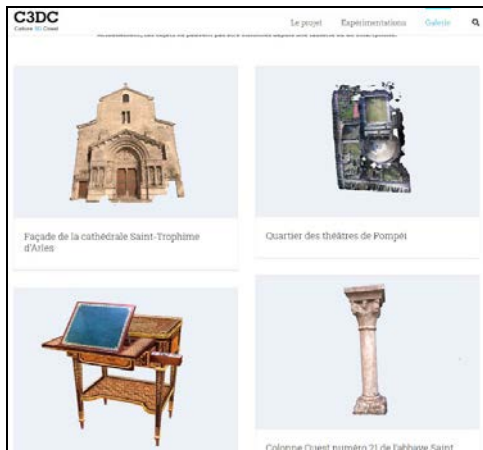 C3DC
Culture 3D Cloud
Le projet Expérimentations Galerie
Façade de la cathédrale Saint-Trophime
d'Arles
Quartier des théâtres de Pompéi
Colonne Ouest numéro 21 de l'abbaye Saint